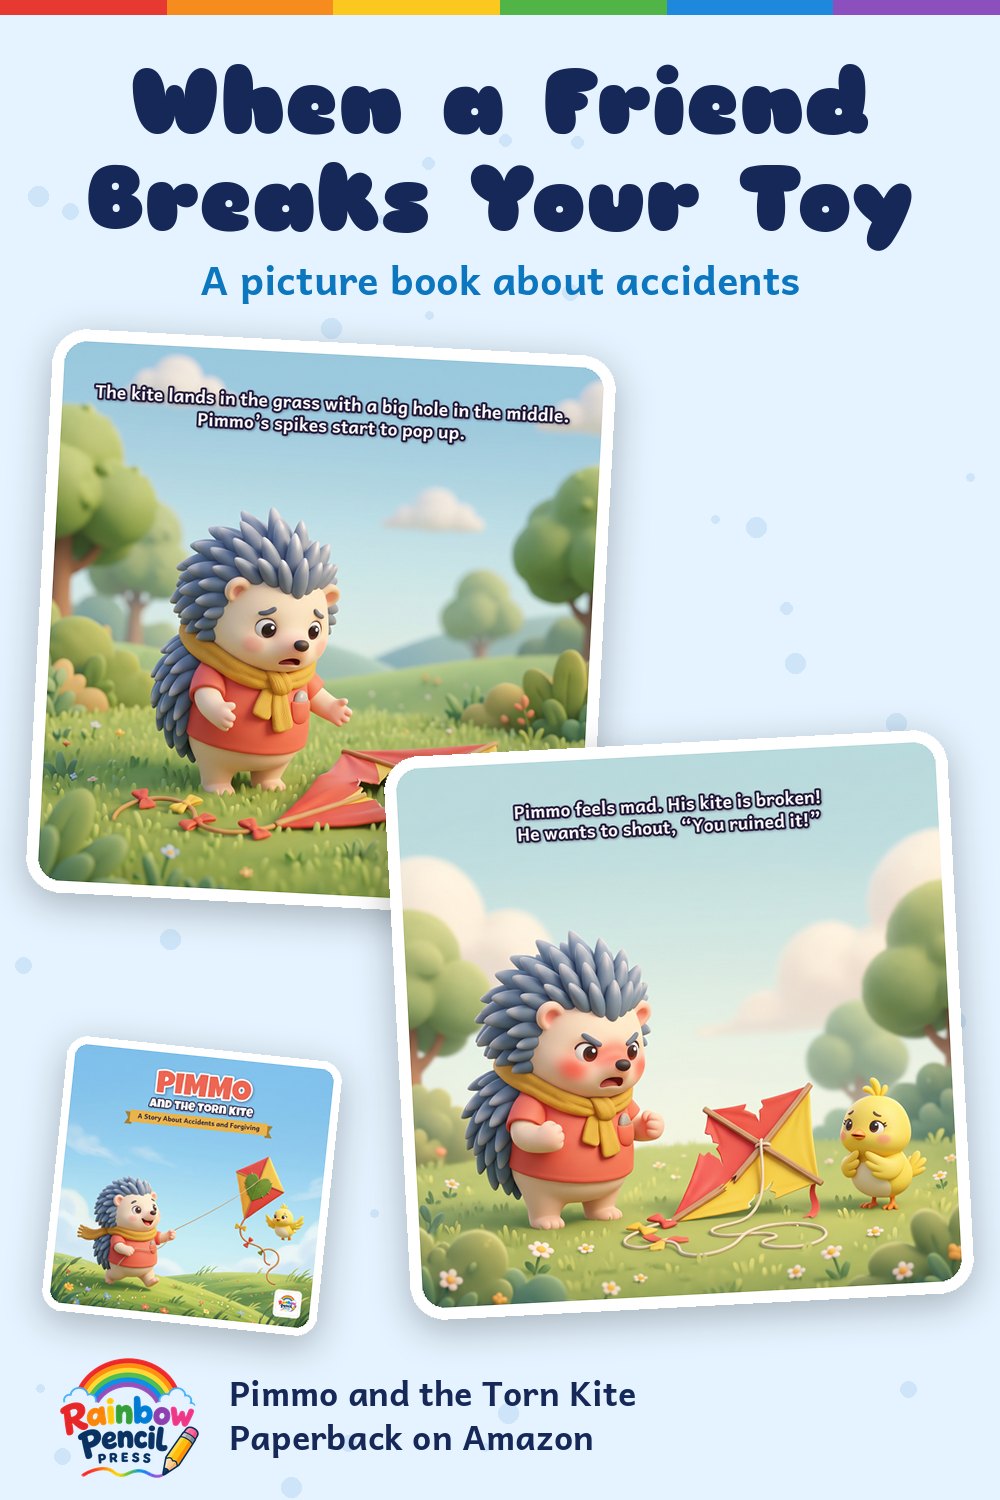 When a Friend
Breaks Your Toy
A picture book about accidents
The kite lands in the grass with a big hole in the middle.
Pimmo's spikes start to pop up.
Pimmo feels mad. His kite is broken!
He wants to shout, “You ruined it!”
PIMMO
AND THE TORN KITE
A Story About Accidents and Forgiving
Rainbow
Pencil
Rainbow
Pencil
PRESS
Pimmo and the Torn Kite
Paperback on Amazon